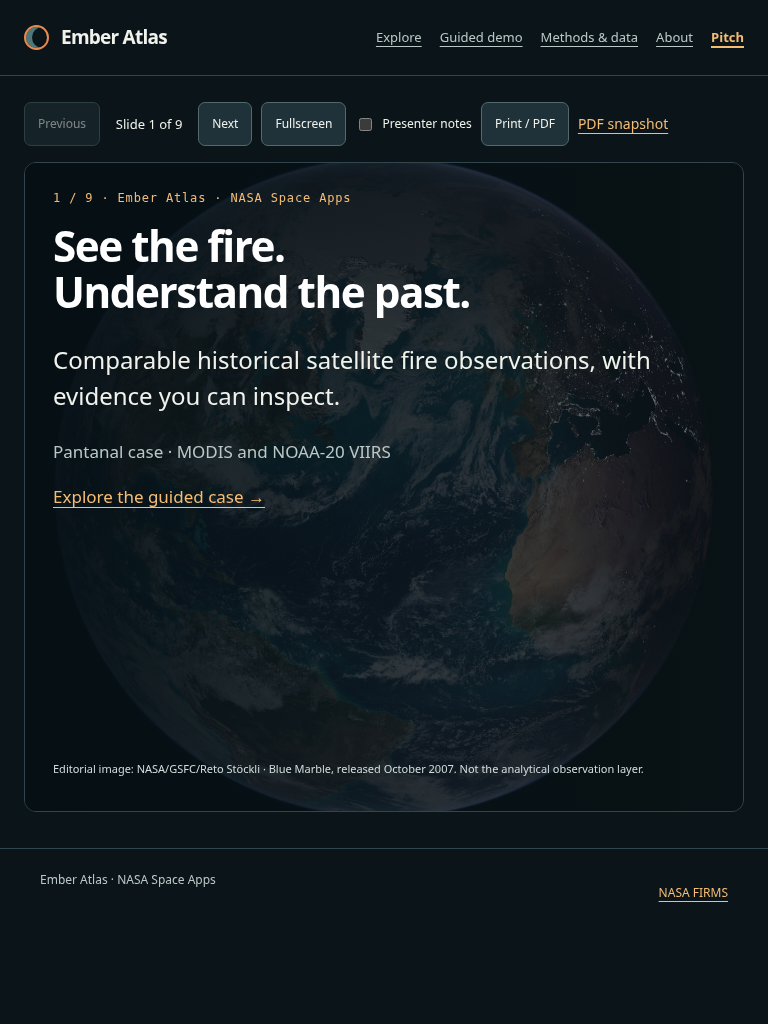 Ember Atlas
Explore Guided demo Methods & data About Pitch
Previous Slide 1 of 9 Next Fullscreen Presenter notes Print / PDF PDF snapshot
1 / 9 · Ember Atlas · NASA Space Apps
See the fire.
Understand the past.
Comparable historical satellite fire observations, with
evidence you can inspect.
Pantanal case · MODIS and NOAA-20 VIIRS
Explore the guided case →
Editorial image: NASA/GSFC/Reto Stöckli · Blue Marble, released October 2007. Not the analytical observation layer.
Ember Atlas · NASA Space Apps
NASA FIRMS